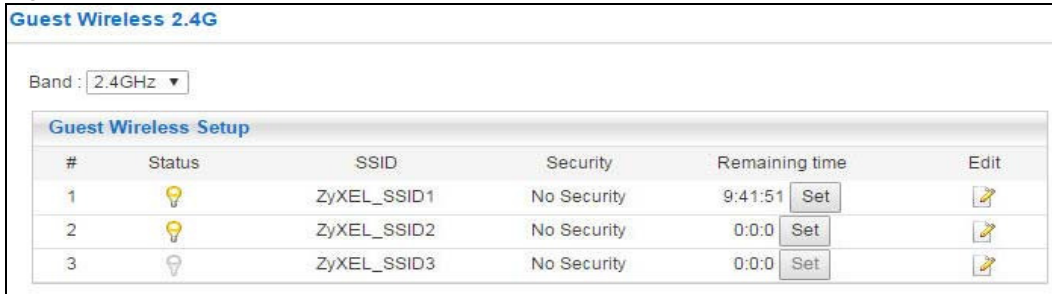 Guest Wireless 2.4G
Band : 2.4GHz
Guest Wireless Setup
# Status SSID Security Remaining time Edit
1 ZyXEL_SSID1 No Security 9:41:51 Set
2 ZyXEL_SSID2 No Security 0:0:0 Set
3 ZyXEL_SSID3 No Security 0:0:0 Set